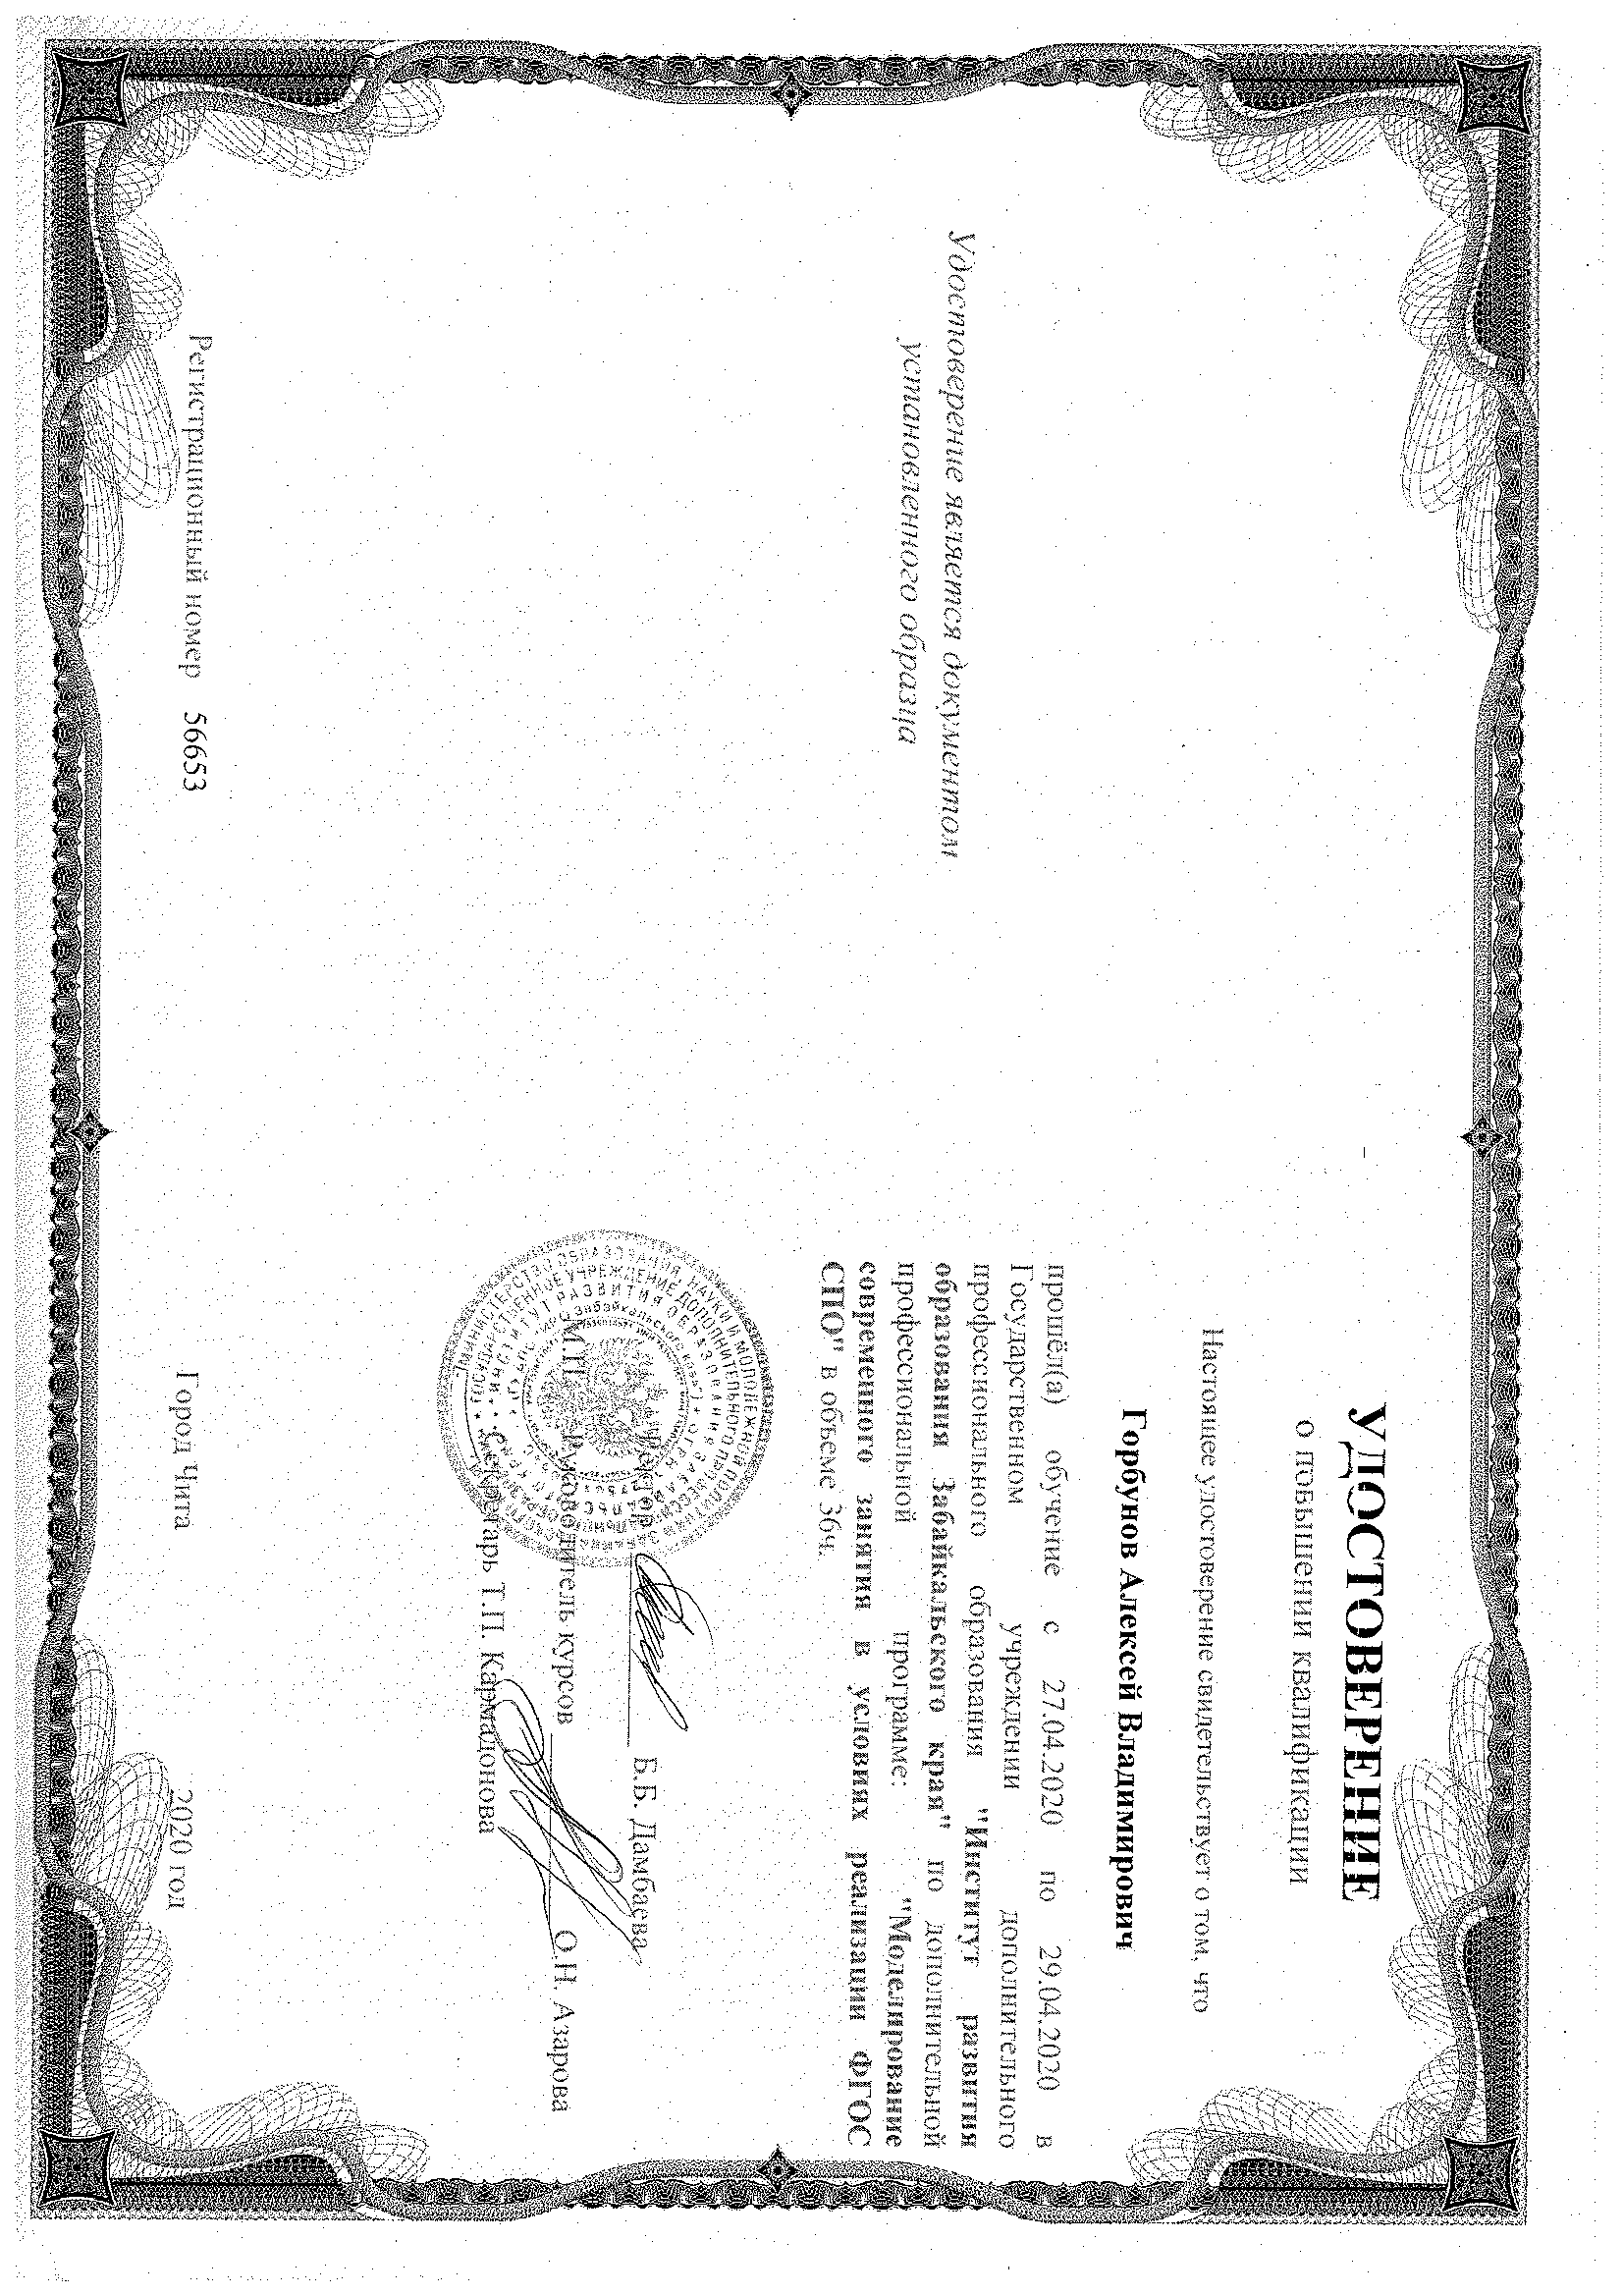 Удостоверение является документом
установленного образца
Регистрационный номер 56653
УДОСТОВЕРЕНИЕ
о повышении квалификации
Настоящее удостоверение свидетельствует о том, что
Горбунов Алексей Владимирович
прошёл(а) обучение с 27.04.2020 по 29.04.2020 в
Государственном учреждении дополнительного
профессионального образования "Институт развития
образования Забайкальского края" по дополнительной
профессиональной программе: "Моделирование
современного занятия в условиях реализации ФГОС
СПО" в объеме 36ч.
Ректор Б.Б. Дамбаева
М.П. Руководитель курсов О.Н. Азарова
Секретарь Т.П. Кармадонова
Город Чита 2020 год